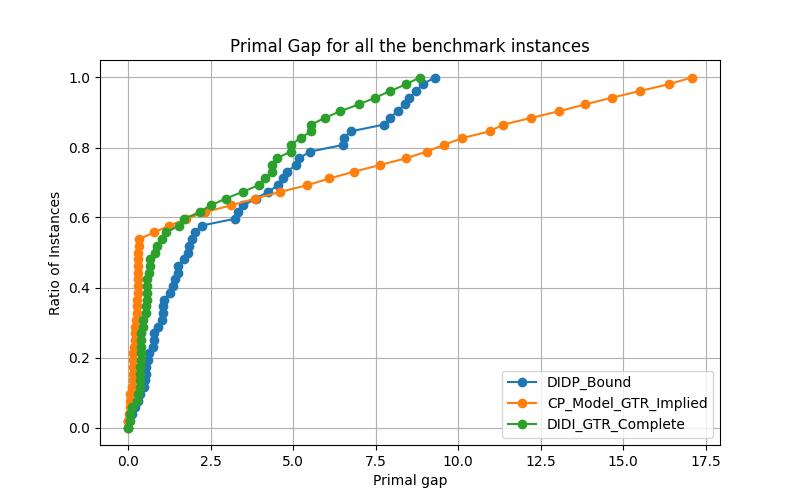 Primal Gap for all the benchmark instances
Ratio of Instances
1.0
0.8
0.6
0.4
0.2
0.0
DIDP_Bound
CP_Model_GTR_Implied
DIDI_GTR_Complete
0.0 2.5 5.0 7.5 10.0 12.5 15.0 17.5
Primal gap